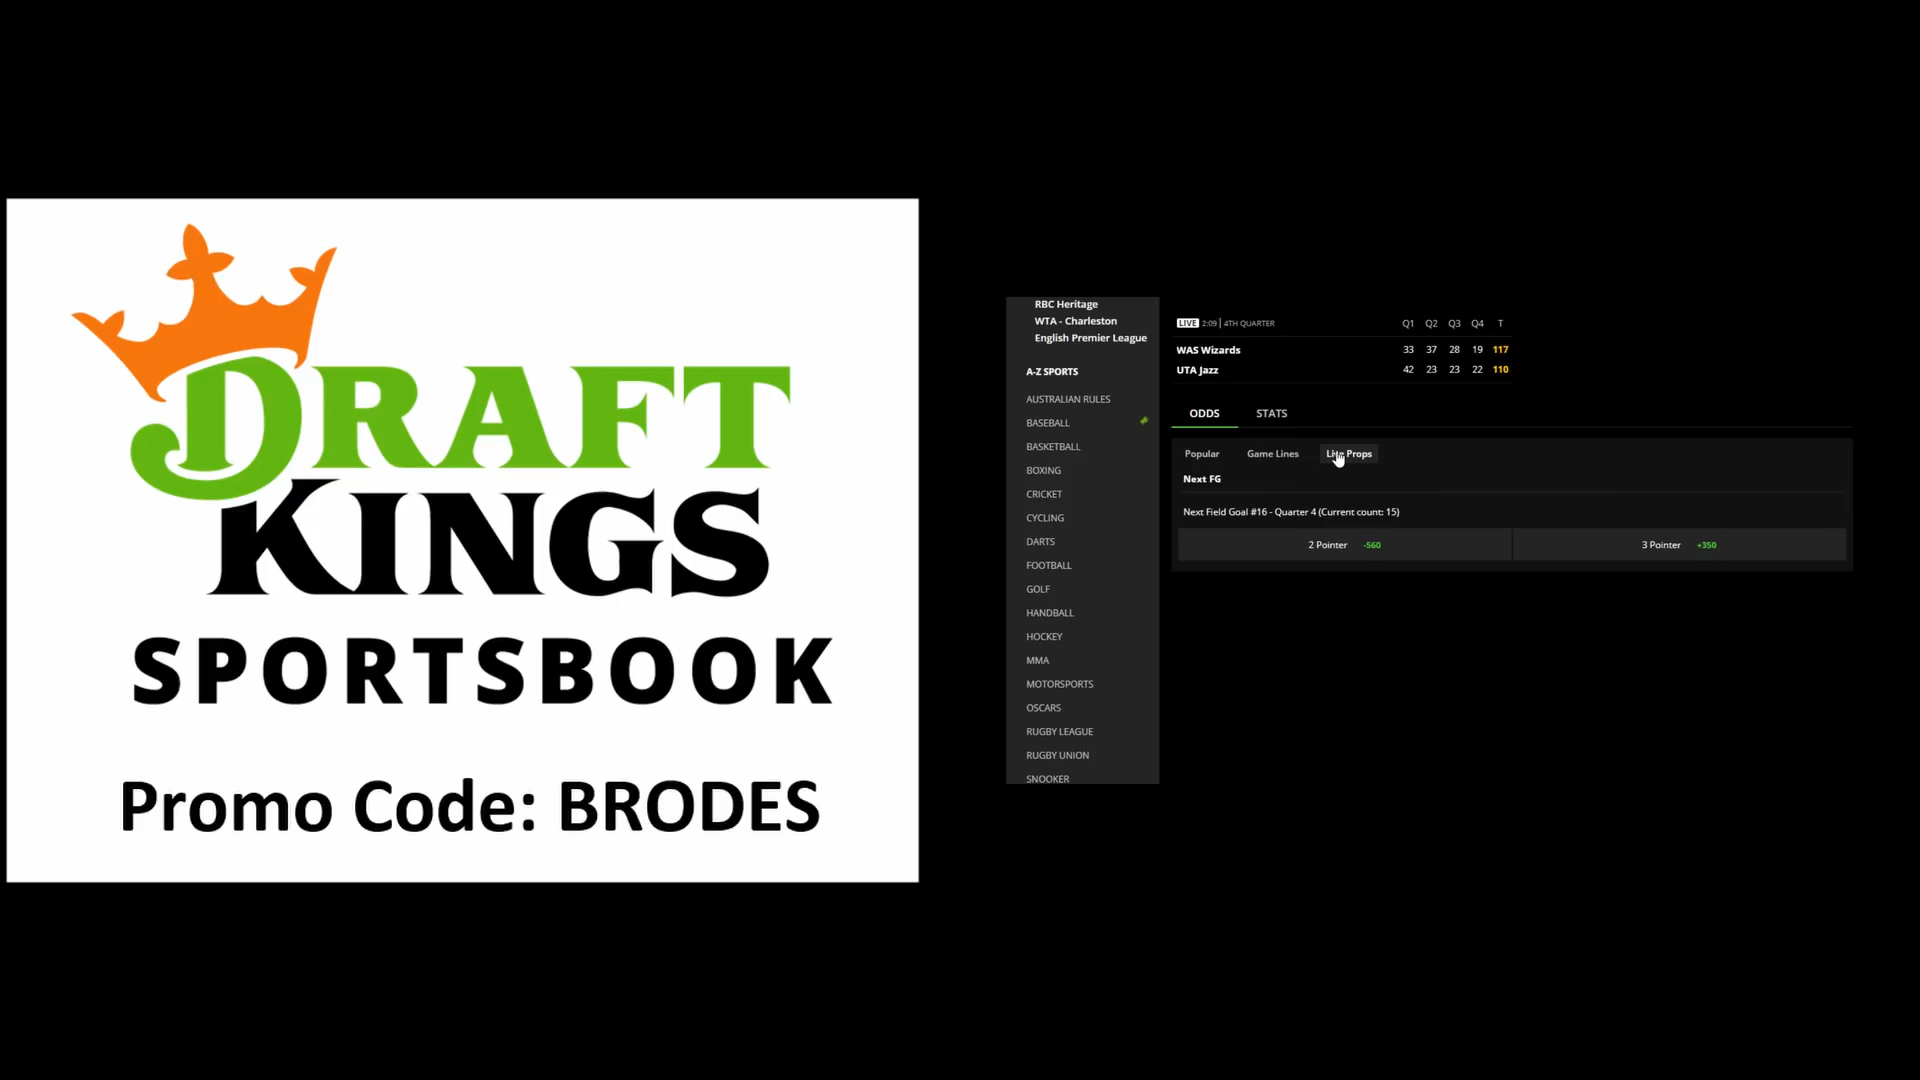 DRAFT
KINGS
SPORTSBOOK
Promo Code: BRODES
RBC Heritage
WTA - Charleston
English Premier League
A-Z SPORTS
AUSTRALIAN RULES
BASEBALL
BASKETBALL
BOXING
CRICKET
CYCLING
DARTS
FOOTBALL
GOLF
HANDBALL
HOCKEY
MMA
MOTORSPORTS
OSCARS
RUGBY LEAGUE
RUGBY UNION
SNOOKER
LIVE 2:09 | 4TH QUARTER Q1 Q2 Q3 Q4 T
WAS Wizards 33 37 28 19 117
UTA Jazz 42 23 23 22 110
ODDS STATS
Popular Game Lines Live Props
Next FG
Next Field Goal #16 - Quarter 4 (Current count: 15)
2 Pointer -560 3 Pointer +350